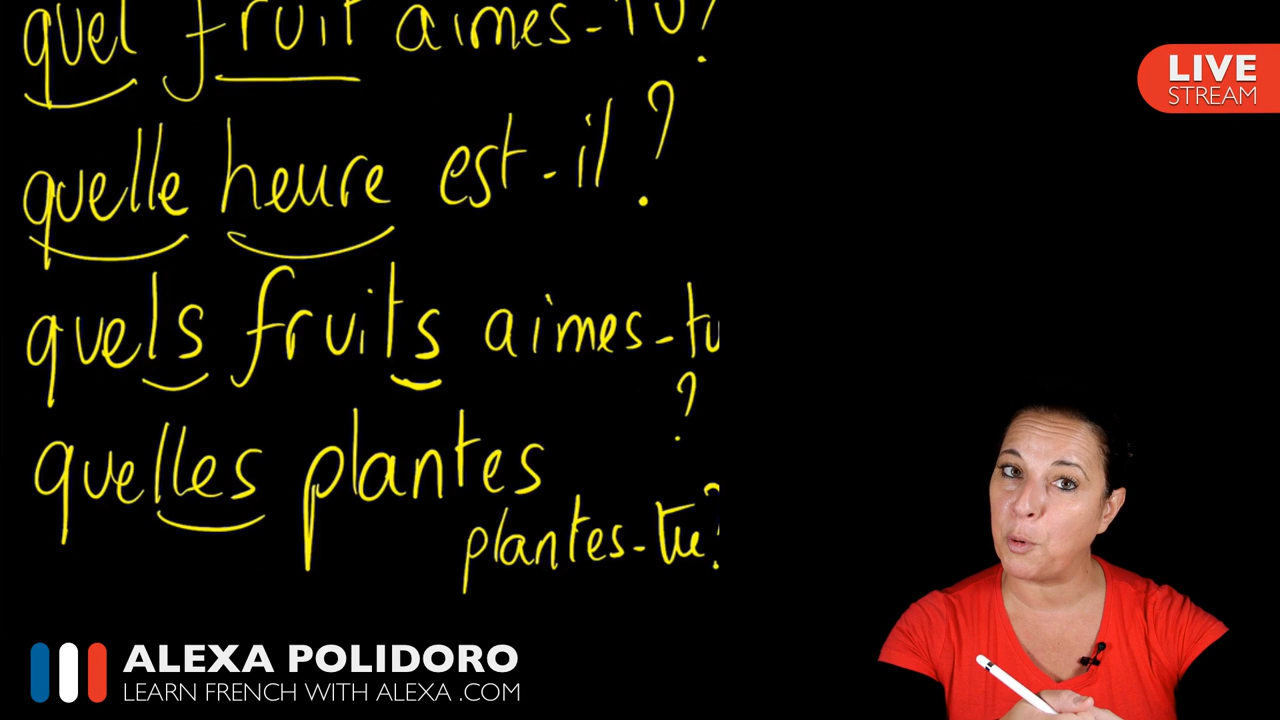 quel fruit aimes-tu?
LIVE
STREAM
quelle heure est-il?
quels fruits aimes-tu
?
quelles plantes
plantes-tu?
ALEXA POLIDORO
LEARN FRENCH WITH ALEXA .COM